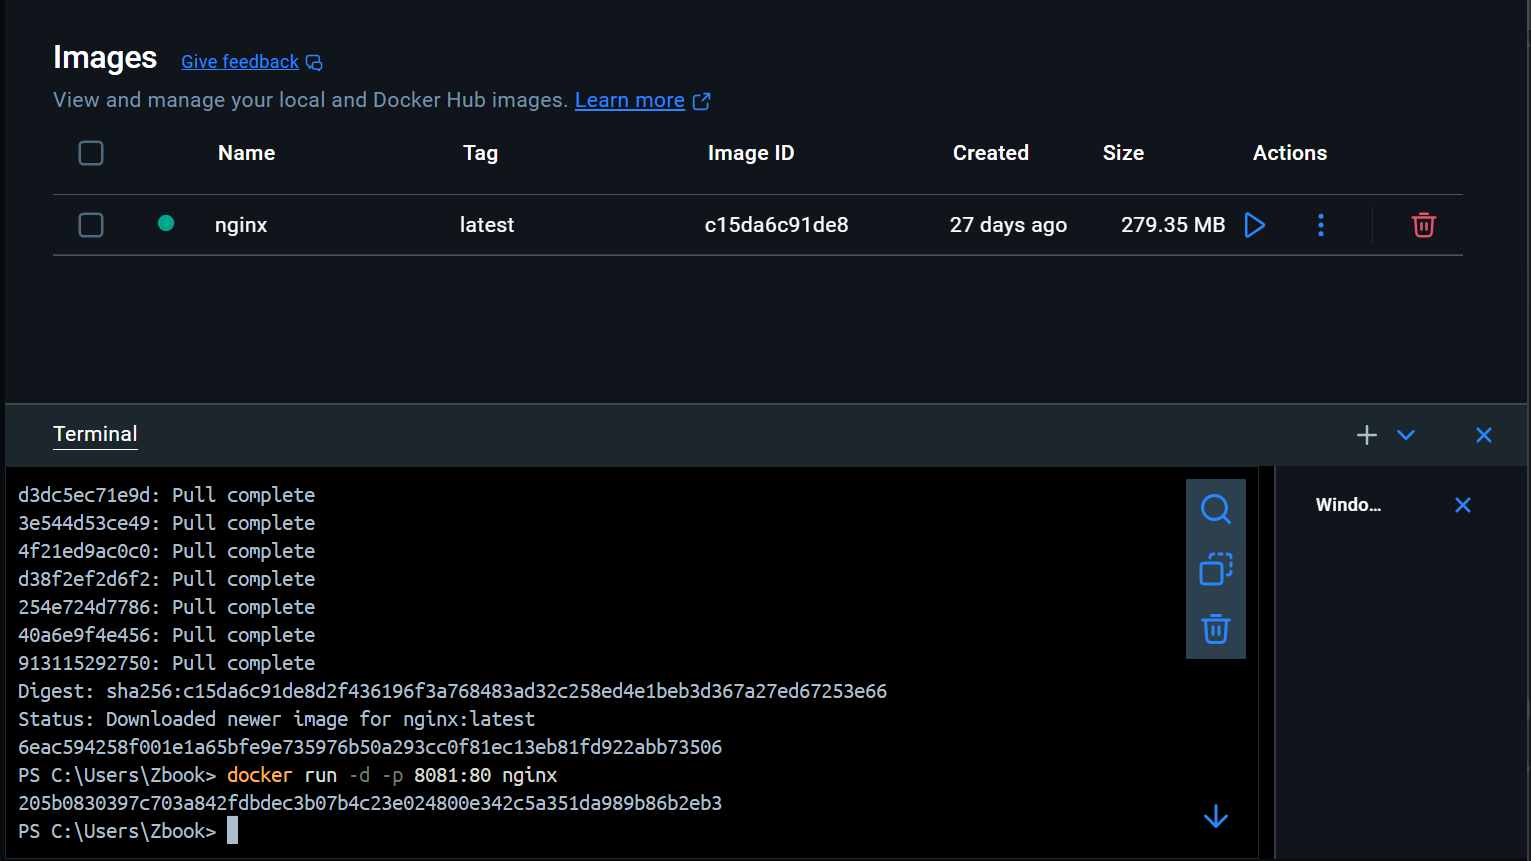 Images Give feedback
View and manage your local and Docker Hub images. Learn more
Name Tag Image ID Created Size Actions
nginx latest c15da6c91de8 27 days ago 279.35 MB
Terminal
Windo...
d3dc5ec71e9d: Pull complete
3e544d53ce49: Pull complete
4f21ed9ac0c0: Pull complete
d38f2ef2d6f2: Pull complete
254e724d7786: Pull complete
40a6e9f4e456: Pull complete
913115292750: Pull complete
Digest: sha256:c15da6c91de8d2f436196f3a768483ad32c258ed4e1beb3d367a27ed67253e66
Status: Downloaded newer image for nginx:latest
6eac594258f001e1a65bfe9e735976b50a293cc0f81ec13eb81fd922abb73506
PS C:\Users\Zbook> docker run -d -p 8081:80 nginx
205b0830397c703a842fdbdec3b07b4c23e024800e342c5a351da989b86b2eb3
PS C:\Users\Zbook>